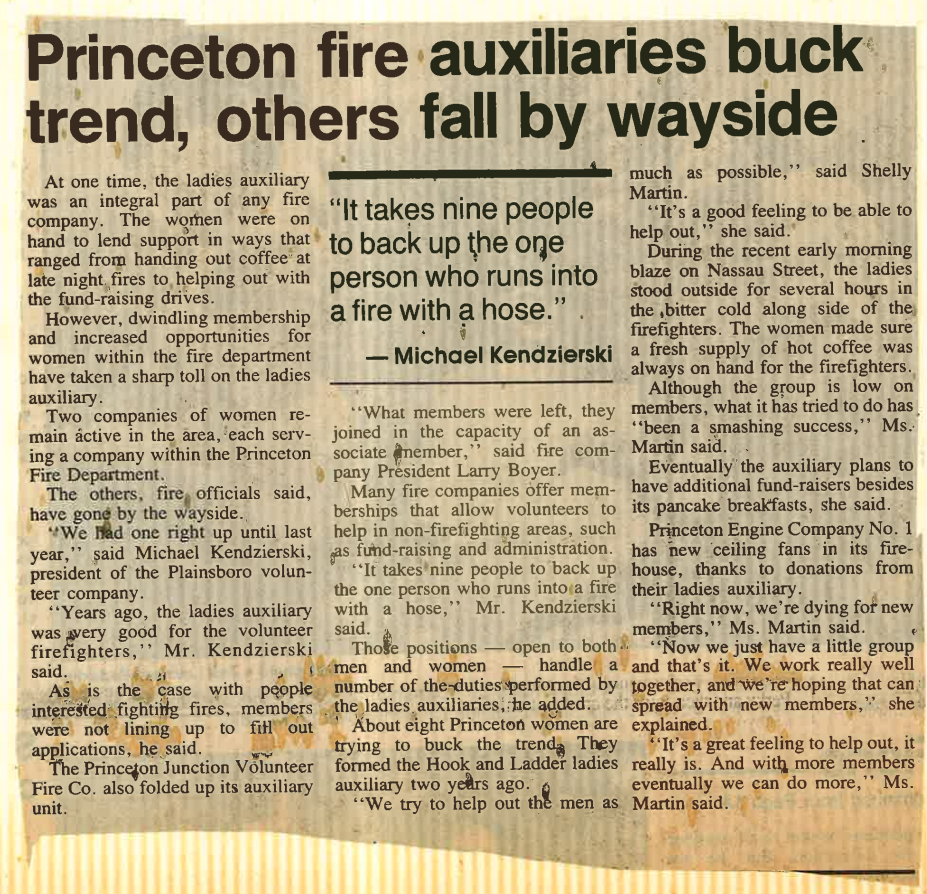 Princeton fire auxiliaries buck
trend, others fall by wayside
At one time, the ladies auxiliary
was an integral part of any fire
company. The women were on
hand to lend support in ways that
ranged from handing out coffee at
late night fires to helping out with
the fund-raising drives.
However, dwindling membership
and increased opportunities for
women within the fire department
have taken a sharp toll on the ladies
auxiliary.
Two companies of women re-
main active in the area, each serv-
ing a company within the Princeton
Fire Department.
The others, fire officials said,
have gone by the wayside.
"We had one right up until last
year," said Michael Kendzierski,
president of the Plainsboro volun-
teer company.
"Years ago, the ladies auxiliary
was very good for the volunteer
firefighters," Mr. Kendzierski
said.
As is the case with people
interested fighting fires, members
were not lining up to fill out
applications, he said.
The Princeton Junction Volunteer
Fire Co. also folded up its auxiliary
unit.
"It takes nine people
to back up the one
person who runs into
a fire with a hose."
— Michael Kendzierski
"What members were left, they
joined in the capacity of an as-
sociate member," said fire com-
pany President Larry Boyer.
Many fire companies offer mem-
berships that allow volunteers to
help in non-firefighting areas, such
as fund-raising and administration.
"It takes nine people to back up
the one person who runs into a fire
with a hose," Mr. Kendzierski
said.
Those positions — open to both
men and women — handle a
number of the duties performed by
the ladies auxiliaries, he added.
About eight Princeton women are
trying to buck the trend. They
formed the Hook and Ladder ladies
auxiliary two years ago.
"We try to help out the men as
much as possible," said Shelly
Martin.
"It's a good feeling to be able to
help out," she said.
During the recent early morning
blaze on Nassau Street, the ladies
stood outside for several hours in
the bitter cold along side of the
firefighters. The women made sure
a fresh supply of hot coffee was
always on hand for the firefighters.
Although the group is low on
members, what it has tried to do has
"been a smashing success," Ms.
Martin said.
Eventually the auxiliary plans to
have additional fund-raisers besides
its pancake breakfasts, she said.
Princeton Engine Company No. 1
has new ceiling fans in its fire-
house, thanks to donations from
their ladies auxiliary.
"Right now, we're dying for new
members," Ms. Martin said.
"Now we just have a little group
and that's it. We work really well
together, and we're hoping that can
spread with new members," she
explained.
"It's a great feeling to help out, it
really is. And with more members
eventually we can do more," Ms.
Martin said.